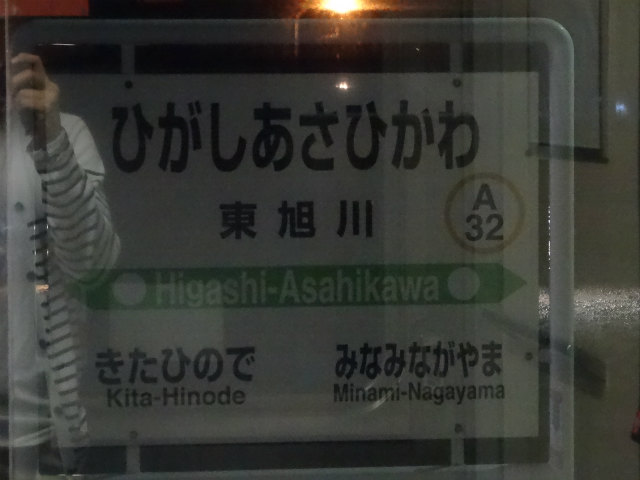 ひがしあさひかわ
東旭川
A
32
Higashi-Asahikawa
きたひので
Kita-Hinode
みなみながやま
Minami-Nagayama